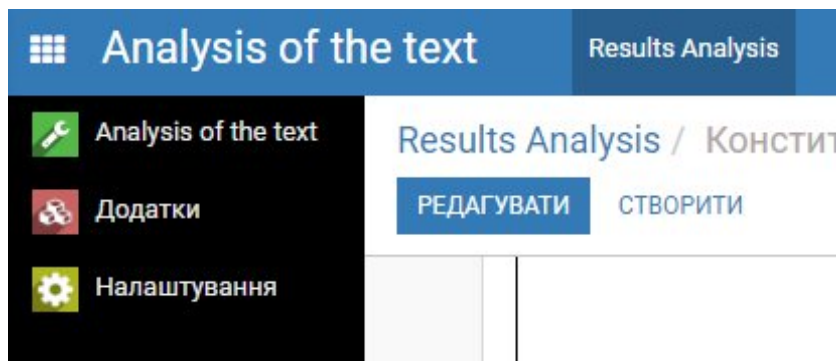 Analysis of the text
Results Analysis
Analysis of the text
Додатки
Налаштування
Results Analysis /
РЕДАГУВАТИ
СТВОРИТИ